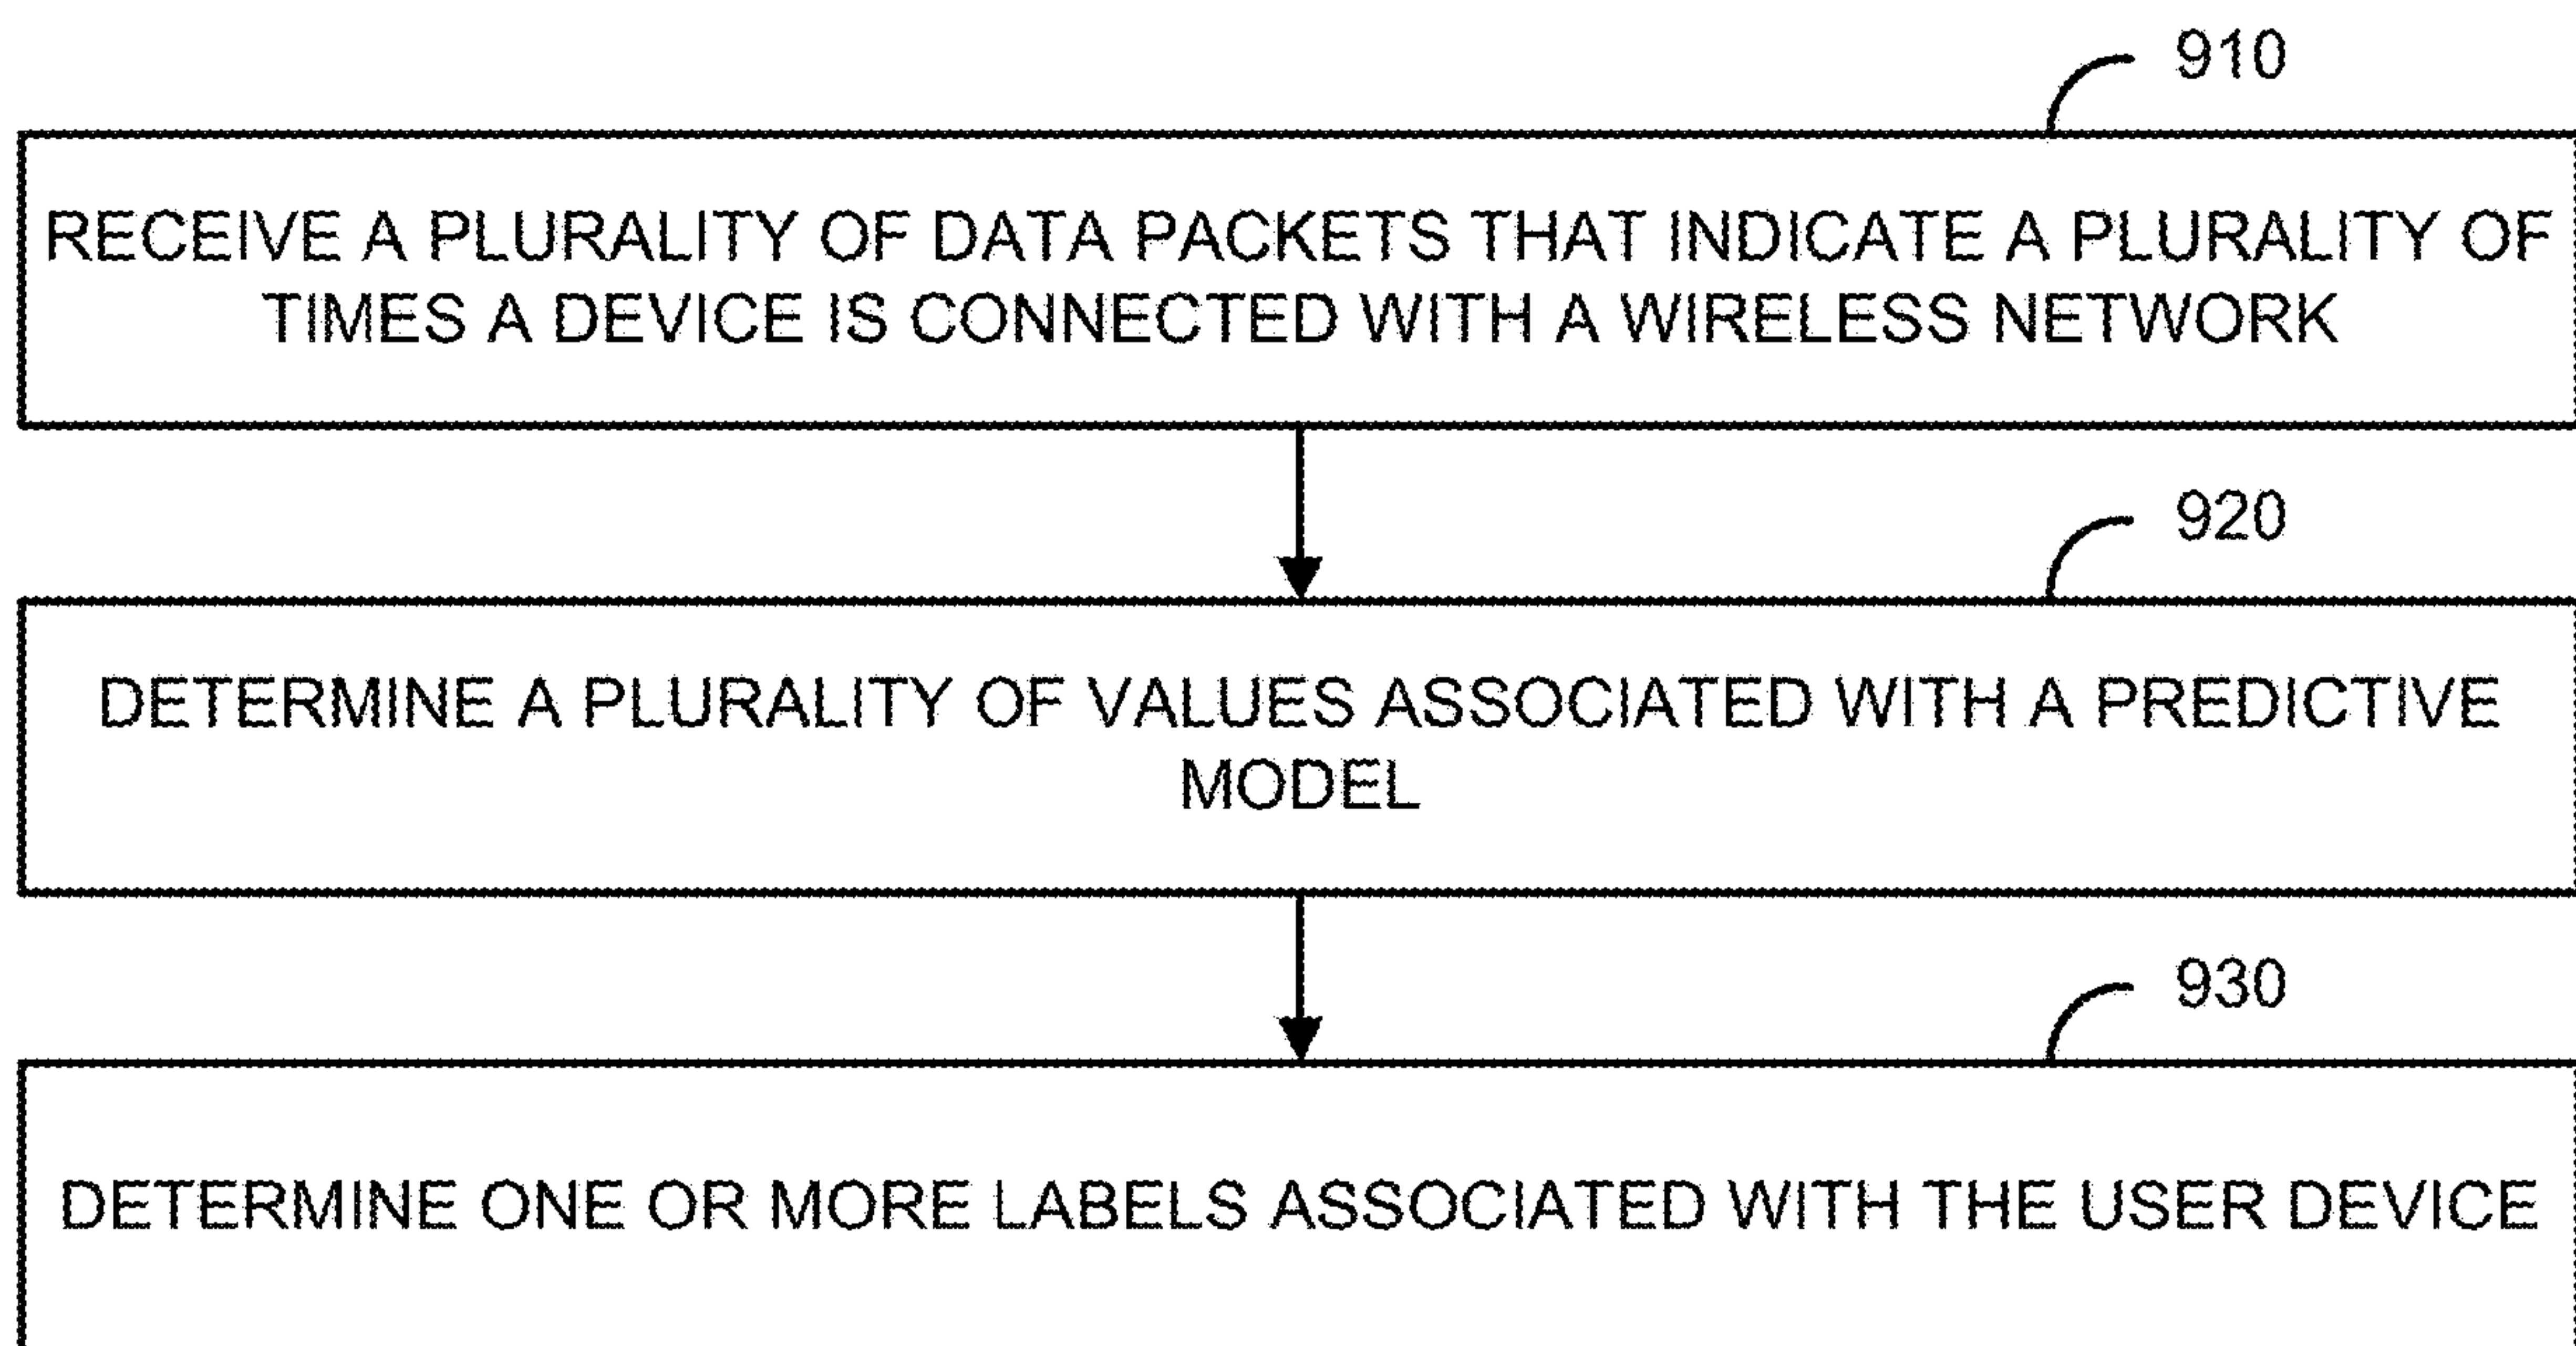 910
RECEIVE A PLURALITY OF DATA PACKETS THAT INDICATE A PLURALITY OF
TIMES A DEVICE IS CONNECTED WITH A WIRELESS NETWORK
920
DETERMINE A PLURALITY OF VALUES ASSOCIATED WITH A PREDICTIVE
MODEL
930
DETERMINE ONE OR MORE LABELS ASSOCIATED WITH THE USER DEVICE